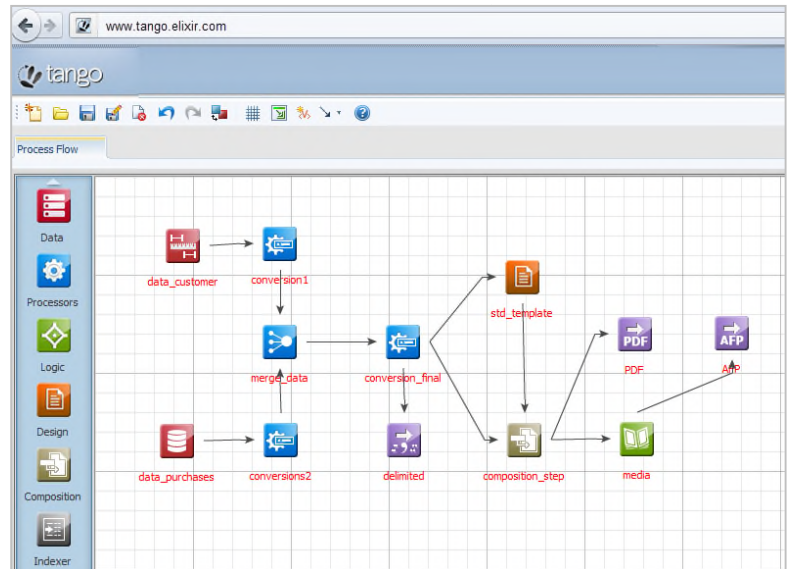 www.tango.elixir.com
tango
Process Flow
Data
Processors
Logic
Design
Composition
Indexer
data_customer
conversion1
std_template
merge_data
conversion_final
PDF
PDF
AFP
AFP
data_purchases
conversions2
delimited
composition_step
media